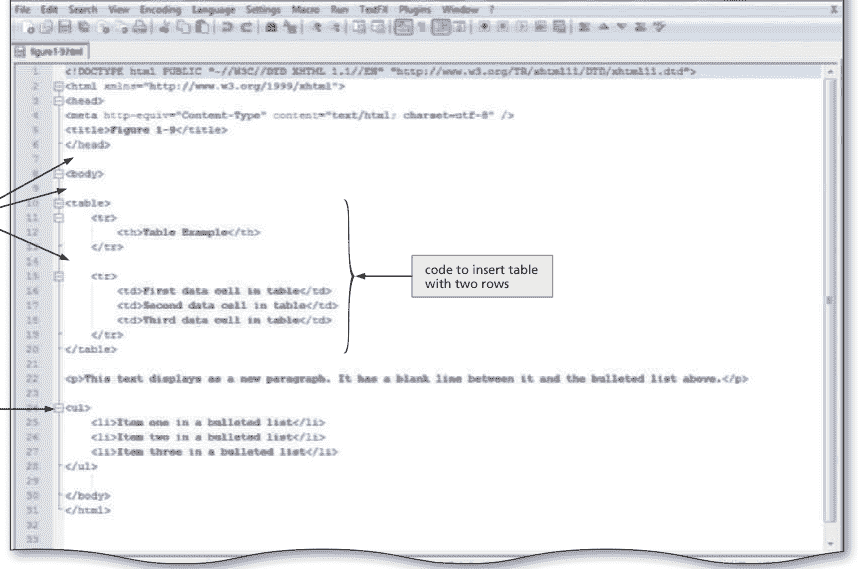 File Edit Search View Encoding Language Settings Macro Run TextFX Plugins Window ? X
figure1-9.html
1 <!DOCTYPE html PUBLIC "-//W3C//DTD XHTML 1.1//EN" "http://www.w3.org/TR/xhtml11/DTD/xhtml11.dtd">
2 <html xmlns="http://www.w3.org/1999/xhtml">
3 <head>
4 <meta http-equiv="Content-Type" content="text/html; charset=utf-8" />
5 <title>Figure 1-9</title>
6 </head>
7
8 <body>
9
10 <table>
11 <tr>
12 <th>Table Example</th>
13 </tr>
14
15 <tr>
16 <td>First data cell in table</td>
17 <td>Second data cell in table</td>
18 <td>Third data cell in table</td>
19 </tr>
20 </table>
21
22 <p>This text displays as a new paragraph. It has a blank line between it and the bulleted list above.</p>
23
24 <ul>
25 <li>Item one in a bulleted list</li>
26 <li>Item two in a bulleted list</li>
27 <li>Item three in a bulleted list</li>
28 </ul>
29
30 </body>
31 </html>
32
33
code to insert table
with two rows